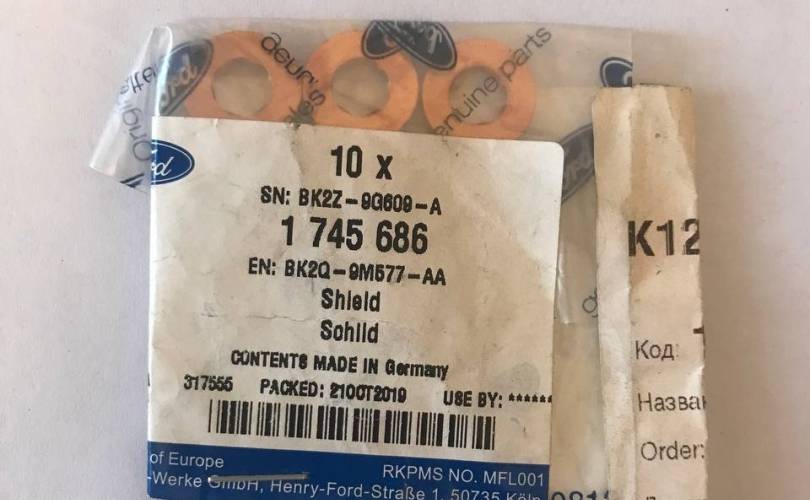 Ford
Genuine parts
Ford
10 x
SN: BK2Z-9G609-A
1 745 686
EN: BK2Q-9M577-AA
Shield
Schild
CONTENTS MADE IN Germany
317555 PACKED: 21OCT2019 USE BY: ******
of Europe
RKPMS NO. MFL001
-Werke GmbH, Henry-Ford-Straße 1, 50735 Köln
K12
Код:
Назва
Order: